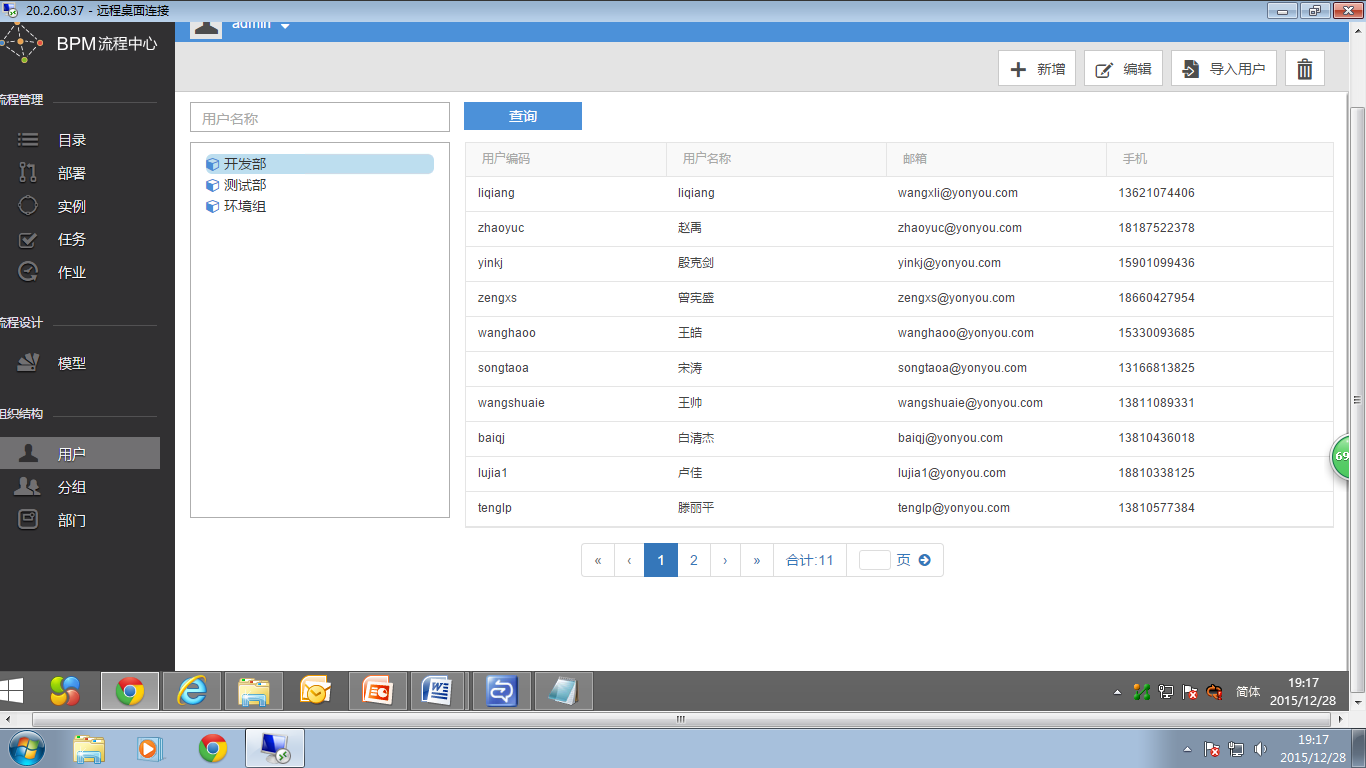 20.2.60.37 - 远程桌面连接
admin
BPM流程中心
新增 编辑 导入用户
流程管理
目录
部署
实例
任务
作业
流程设计
模型
组织结构
用户
分组
部门
用户名称
查询
开发部
测试部
环境组
用户编码 用户名称 邮箱 手机
liqiang liqiang wangxli@yonyou.com 13621074406
zhaoyuc 赵禹 zhaoyuc@yonyou.com 18187522378
yinkj 殷克剑 yinkj@yonyou.com 15901099436
zengxs 曾宪盛 zengxs@yonyou.com 18660427954
wanghaoo 王皓 wanghaoo@yonyou.com 15330093685
songtaoa 宋涛 songtaoa@yonyou.com 13166813825
wangshuaie 王帅 wangshuaie@yonyou.com 13811089331
baiqj 白清杰 baiqj@yonyou.com 13810436018
lujia1 卢佳 lujia1@yonyou.com 18810338125
tenglp 滕丽平 tenglp@yonyou.com 13810577384
« ‹ 1 2 › » 合计:11 页
69
简体
19:17
2015/12/28
19:17
2015/12/28